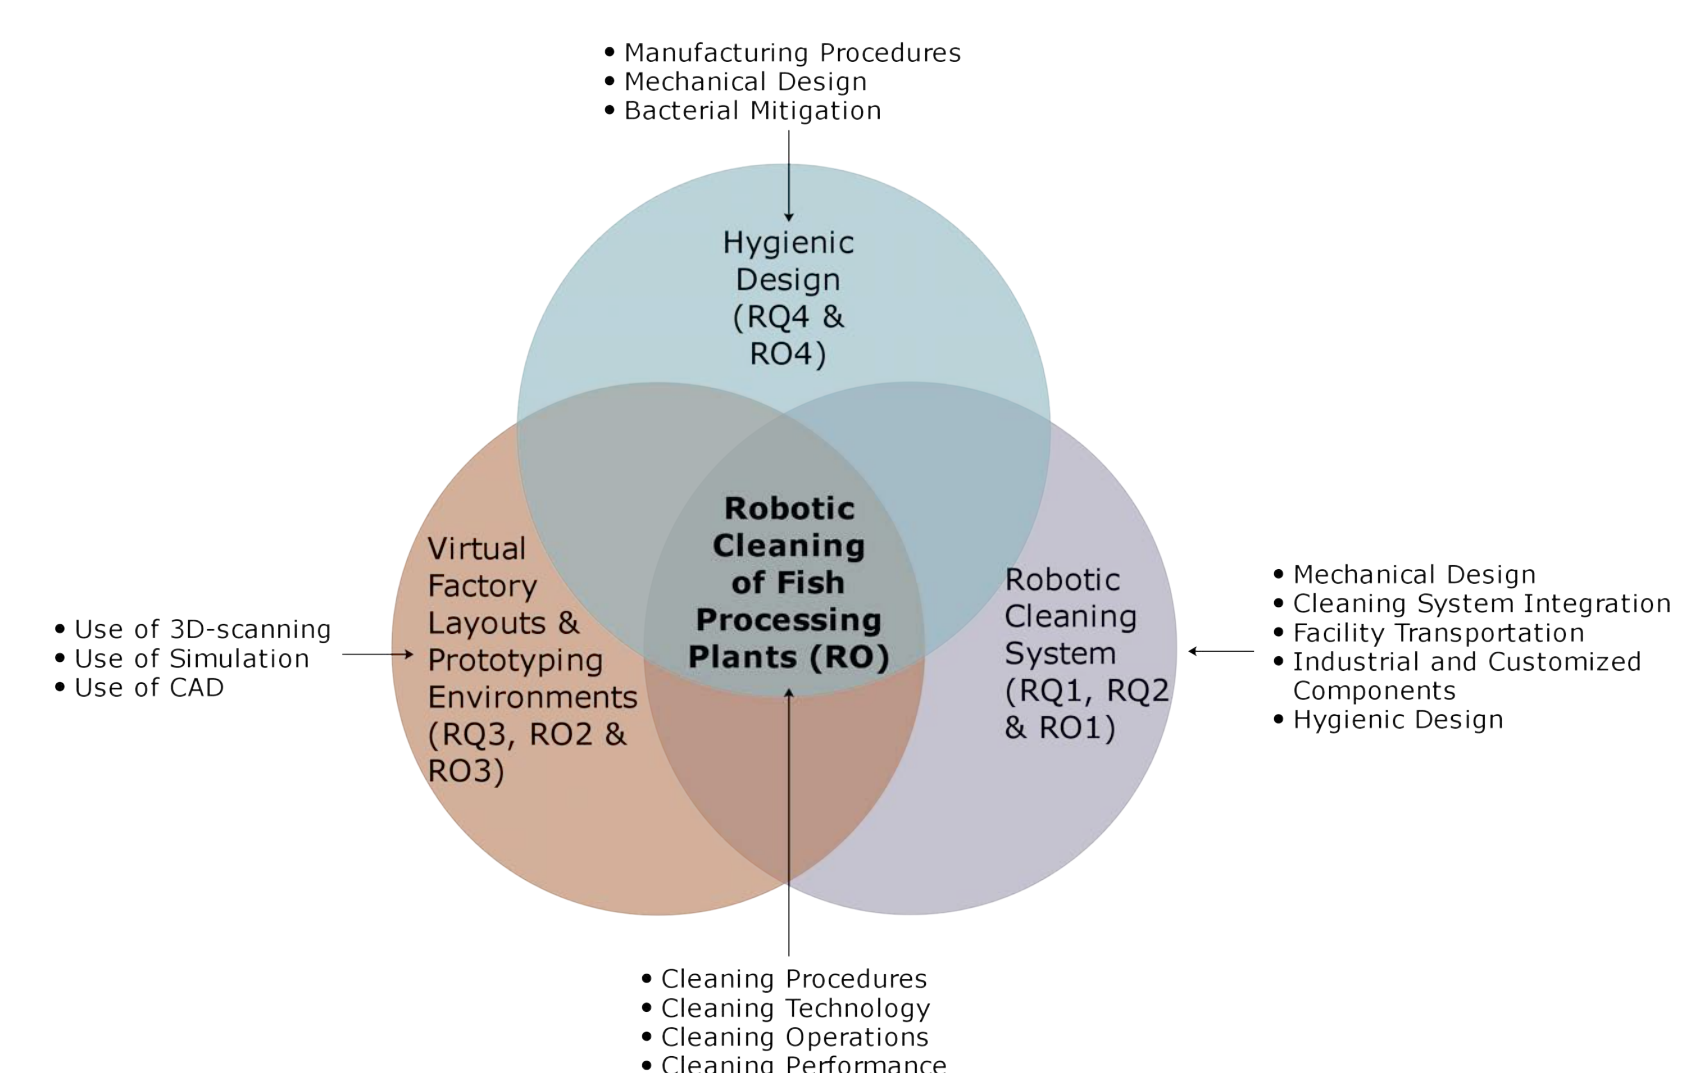 • Manufacturing Procedures
• Mechanical Design
• Bacterial Mitigation
Hygienic
Design
(RQ4 &
RO4)
Robotic
Cleaning
of Fish
Processing
Plants (RO)
Virtual
Factory
Layouts &
Prototyping
Environments
(RQ3, RO2 &
RO3)
Robotic
Cleaning
System
(RQ1, RQ2
& RO1)
• Use of 3D-scanning
• Use of Simulation
• Use of CAD
• Mechanical Design
• Cleaning System Integration
• Facility Transportation
• Industrial and Customized
Components
• Hygienic Design
• Cleaning Procedures
• Cleaning Technology
• Cleaning Operations
• Cleaning Performance